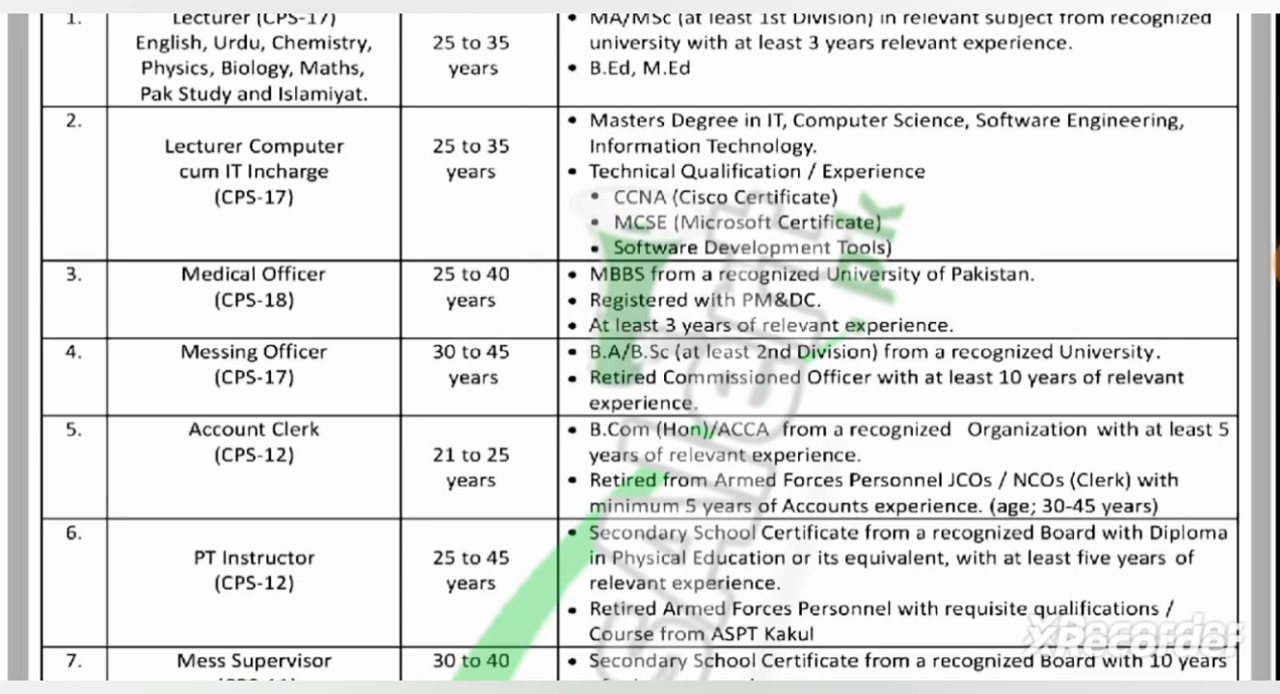 1.
Lecturer (CPS-17)
English, Urdu, Chemistry,
Physics, Biology, Maths,
Pak Study and Islamiyat.
25 to 35
years
• MA/MSc (at least 1st Division) in relevant subject from recognized
university with at least 3 years relevant experience.
• B.Ed, M.Ed
2.
Lecturer Computer
cum IT Incharge
(CPS-17)
25 to 35
years
• Masters Degree in IT, Computer Science, Software Engineering,
Information Technology.
• Technical Qualification / Experience
• CCNA (Cisco Certificate)
• MCSE (Microsoft Certificate)
• Software Development Tools)
3.
Medical Officer
(CPS-18)
25 to 40
years
• MBBS from a recognized University of Pakistan.
• Registered with PM&DC.
• At least 3 years of relevant experience.
4.
Messing Officer
(CPS-17)
30 to 45
years
• B.A/B.Sc (at least 2nd Division) from a recognized University.
• Retired Commissioned Officer with at least 10 years of relevant
experience.
5.
Account Clerk
(CPS-12)
21 to 25
years
• B.Com (Hon)/ACCA from a recognized Organization with at least 5
years of relevant experience.
• Retired from Armed Forces Personnel JCOs / NCOs (Clerk) with
minimum 5 years of Accounts experience. (age; 30-45 years)
6.
PT Instructor
(CPS-12)
25 to 45
years
• Secondary School Certificate from a recognized Board with Diploma
in Physical Education or its equivalent, with at least five years of
relevant experience.
• Retired Armed Forces Personnel with requisite qualifications /
Course from ASPT Kakul
7.
Mess Supervisor
30 to 40
• Secondary School Certificate from a recognized Board with 10 years
.pk
XRecorder